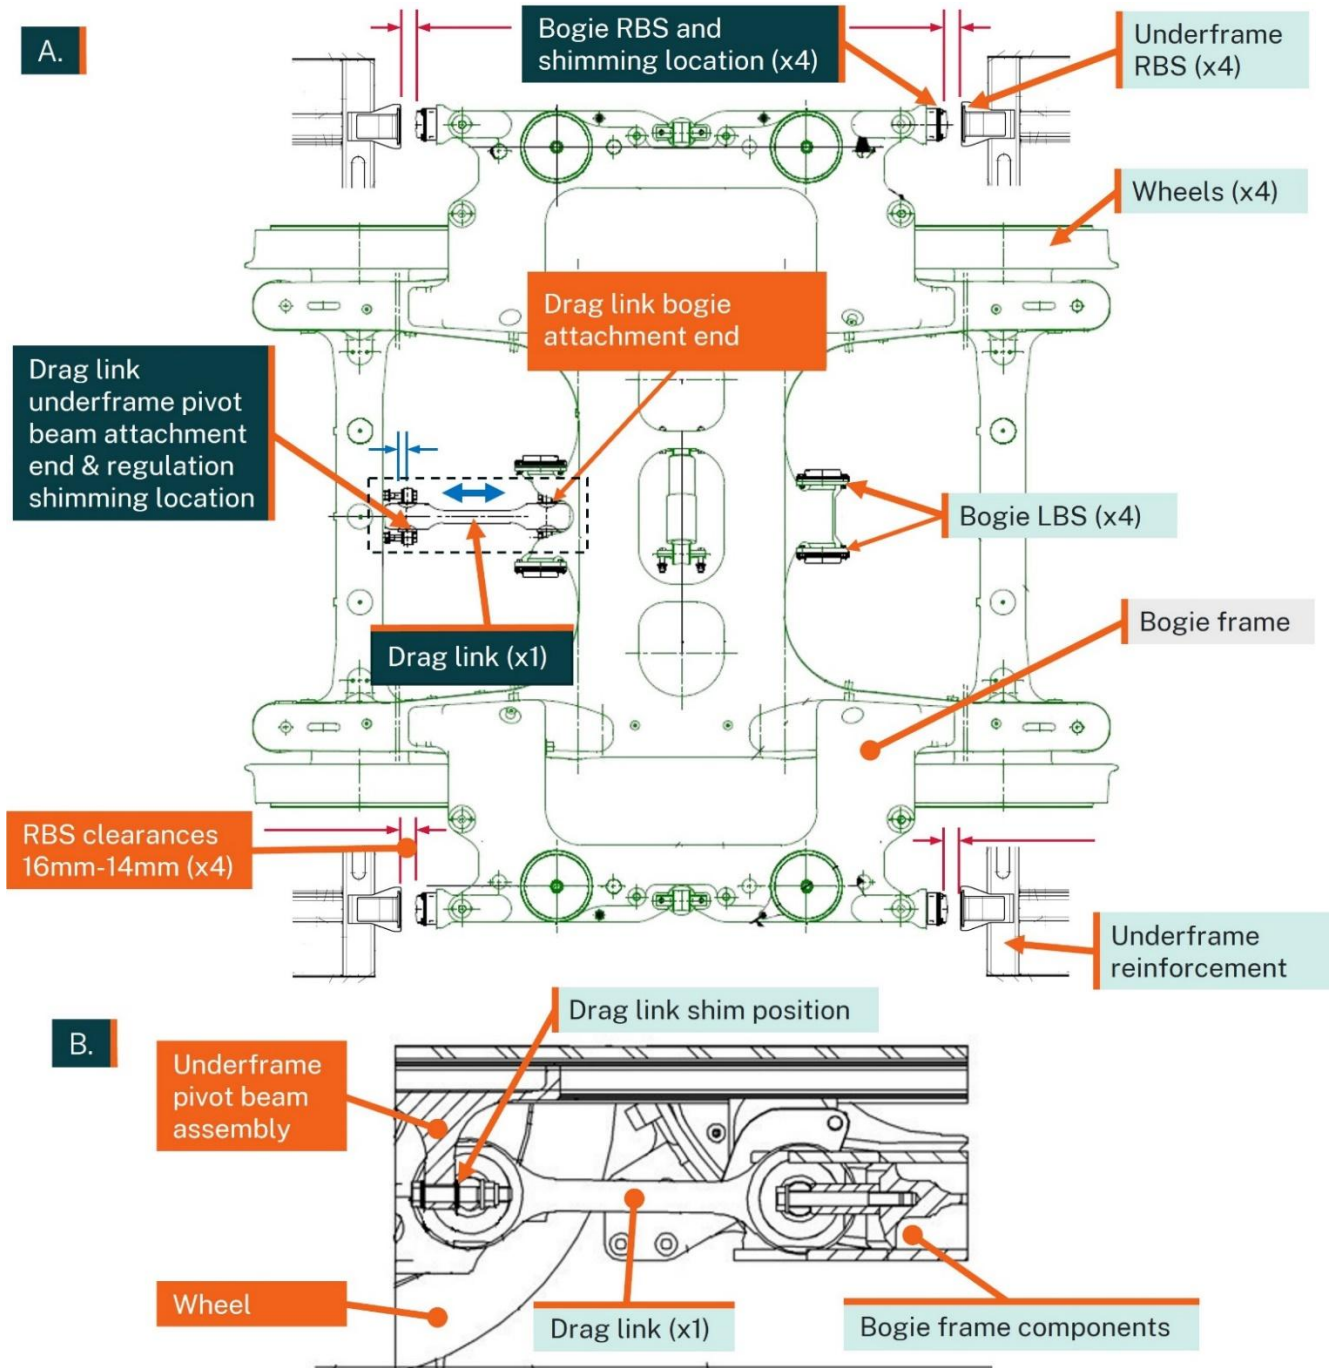 A.
Bogie RBS and
shimming location (x4)
Underframe
RBS (x4)
Wheels (x4)
Drag link bogie
attachment end
Drag link
underframe pivot
beam attachment
end & regulation
shimming location
Bogie LBS (x4)
Bogie frame
Drag link (x1)
RBS clearances
16mm-14mm (x4)
Underframe
reinforcement
B.
Drag link shim position
Underframe
pivot beam
assembly
Wheel
Drag link (x1)
Bogie frame components